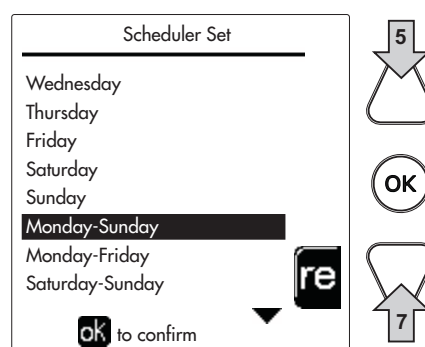 Scheduler Set
Wednesday
Thursday
Friday
Saturday
Sunday
Monday-Sunday
Monday-Friday
Saturday-Sunday
re
ok to confirm
5
OK
7